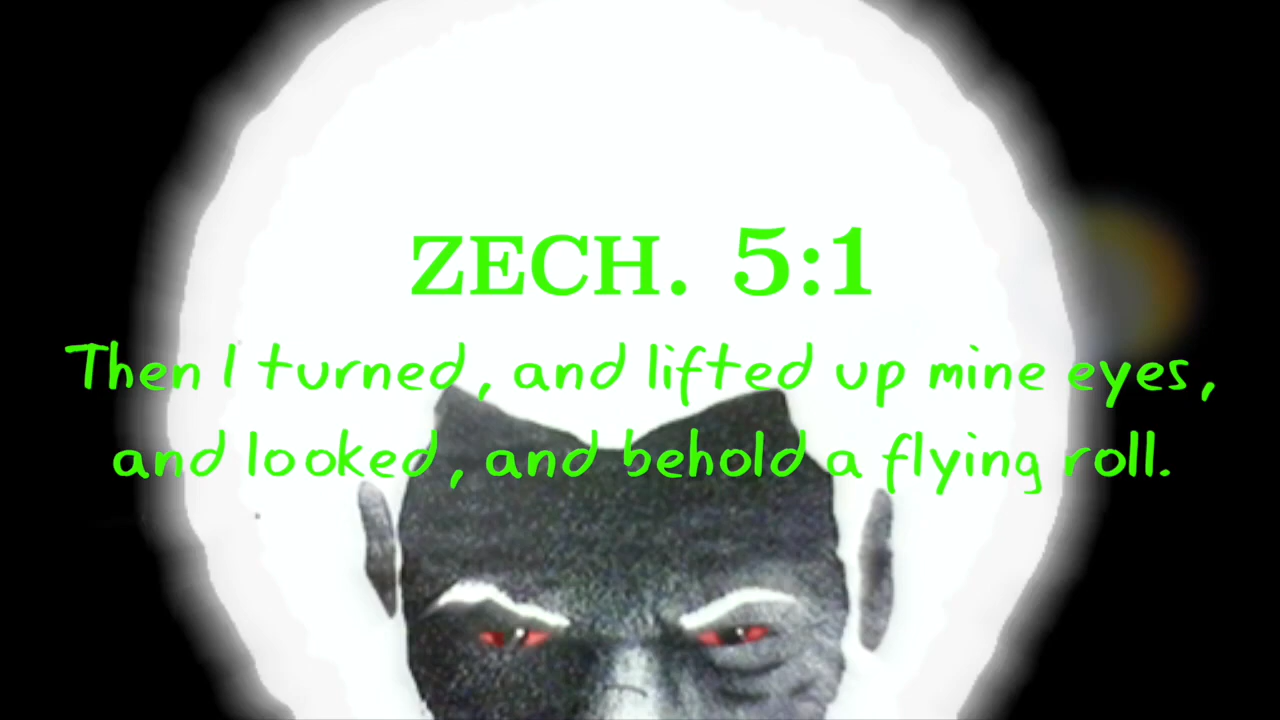 ZECH. 5:1
Then I turned, and lifted up mine eyes,
and looked, and behold a flying roll.